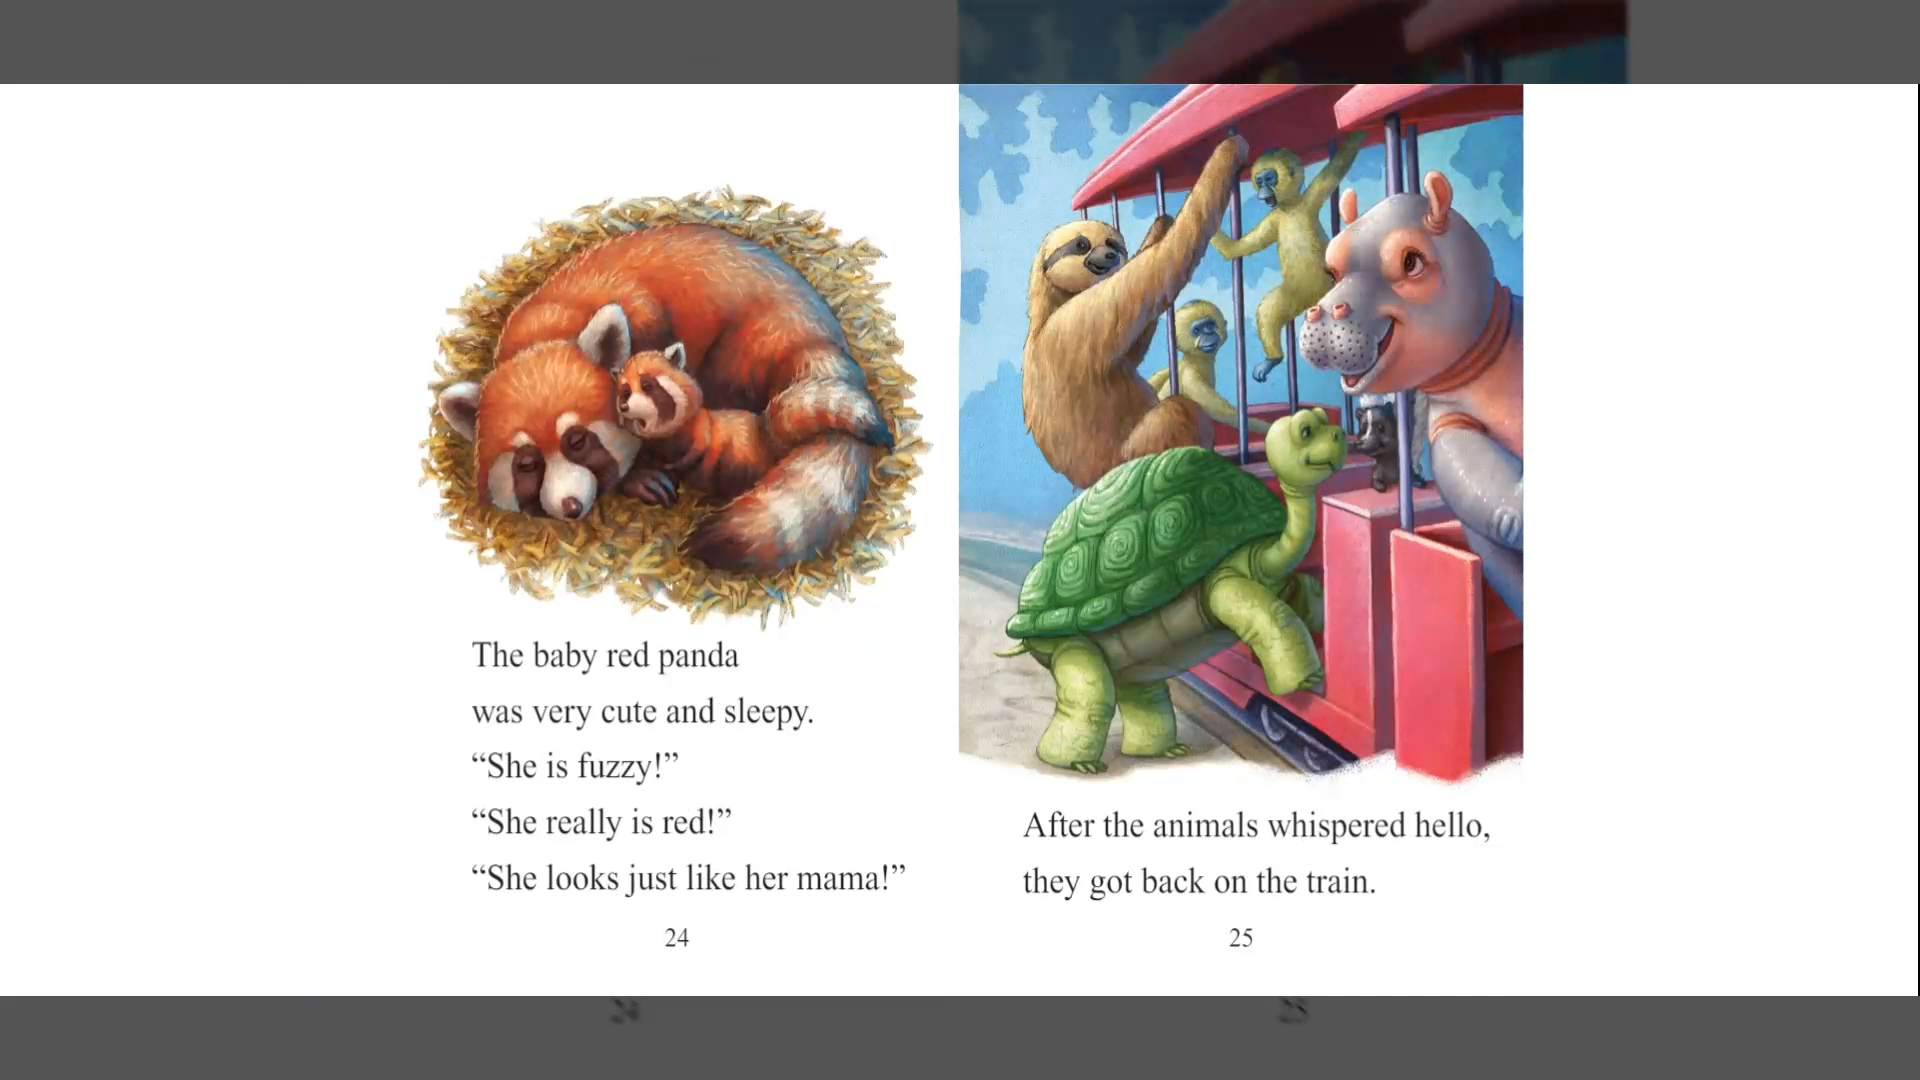 The baby red panda
was very cute and sleepy.
“She is fuzzy!”
“She really is red!”
“She looks just like her mama!”
24
After the animals whispered hello,
they got back on the train.
25